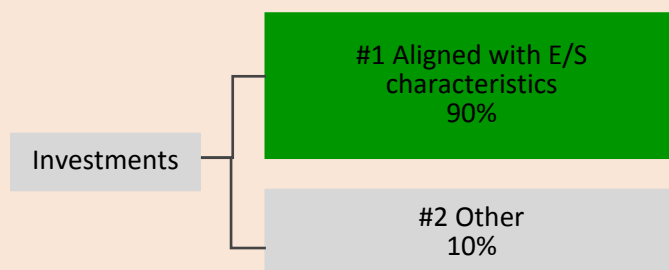 #1 Aligned with E/S
characteristics
90%
Investments
#2 Other
10%